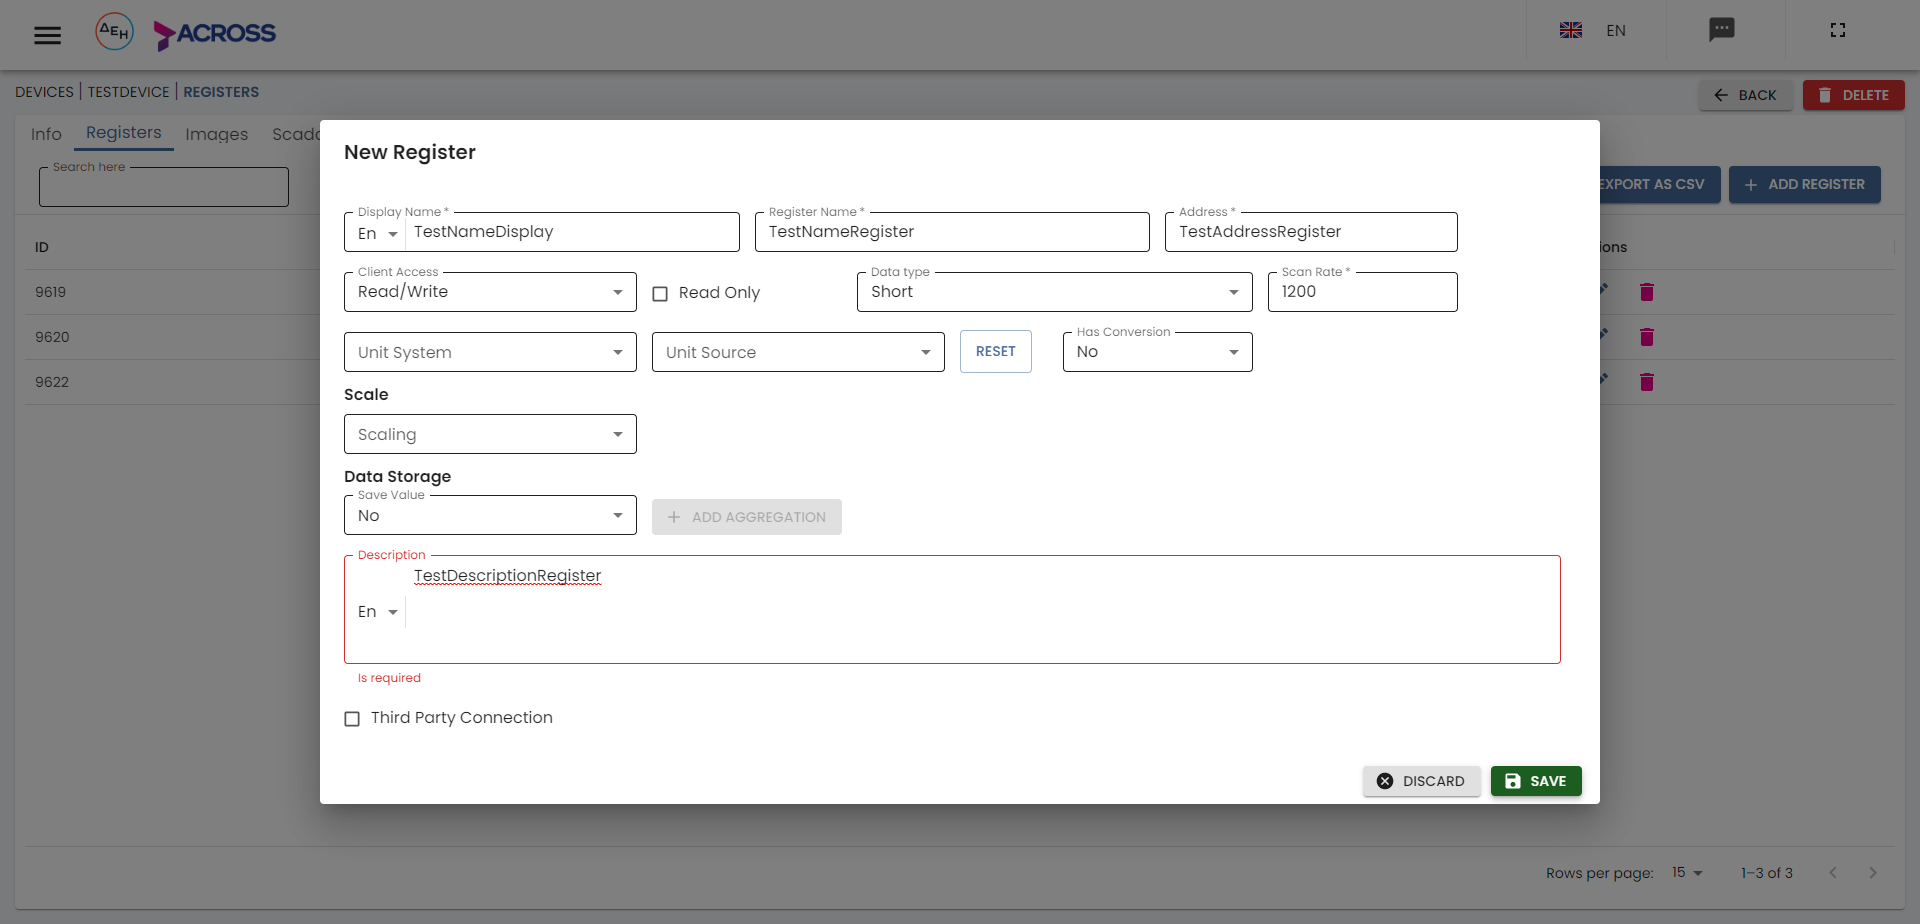 ΔΕΗ
ACROSS
EN
DEVICES | TESTDEVICE | REGISTERS
BACK
DELETE
Info Registers Images Scada
Search here
EXPORT AS CSV
+ ADD REGISTER
ID
ions
9619
9620
9622
New Register
Display Name *
En TestNameDisplay
Register Name *
TestNameRegister
Address *
TestAddressRegister
Client Access
Read/Write
Read Only
Data type
Short
Scan Rate *
1200
Unit System
Unit Source
RESET
Has Conversion
No
Scale
Scaling
Data Storage
Save Value
No
+ ADD AGGREGATION
Description
TestDescriptionRegister
En
Is required
Third Party Connection
DISCARD
SAVE
Rows per page: 15 1–3 of 3